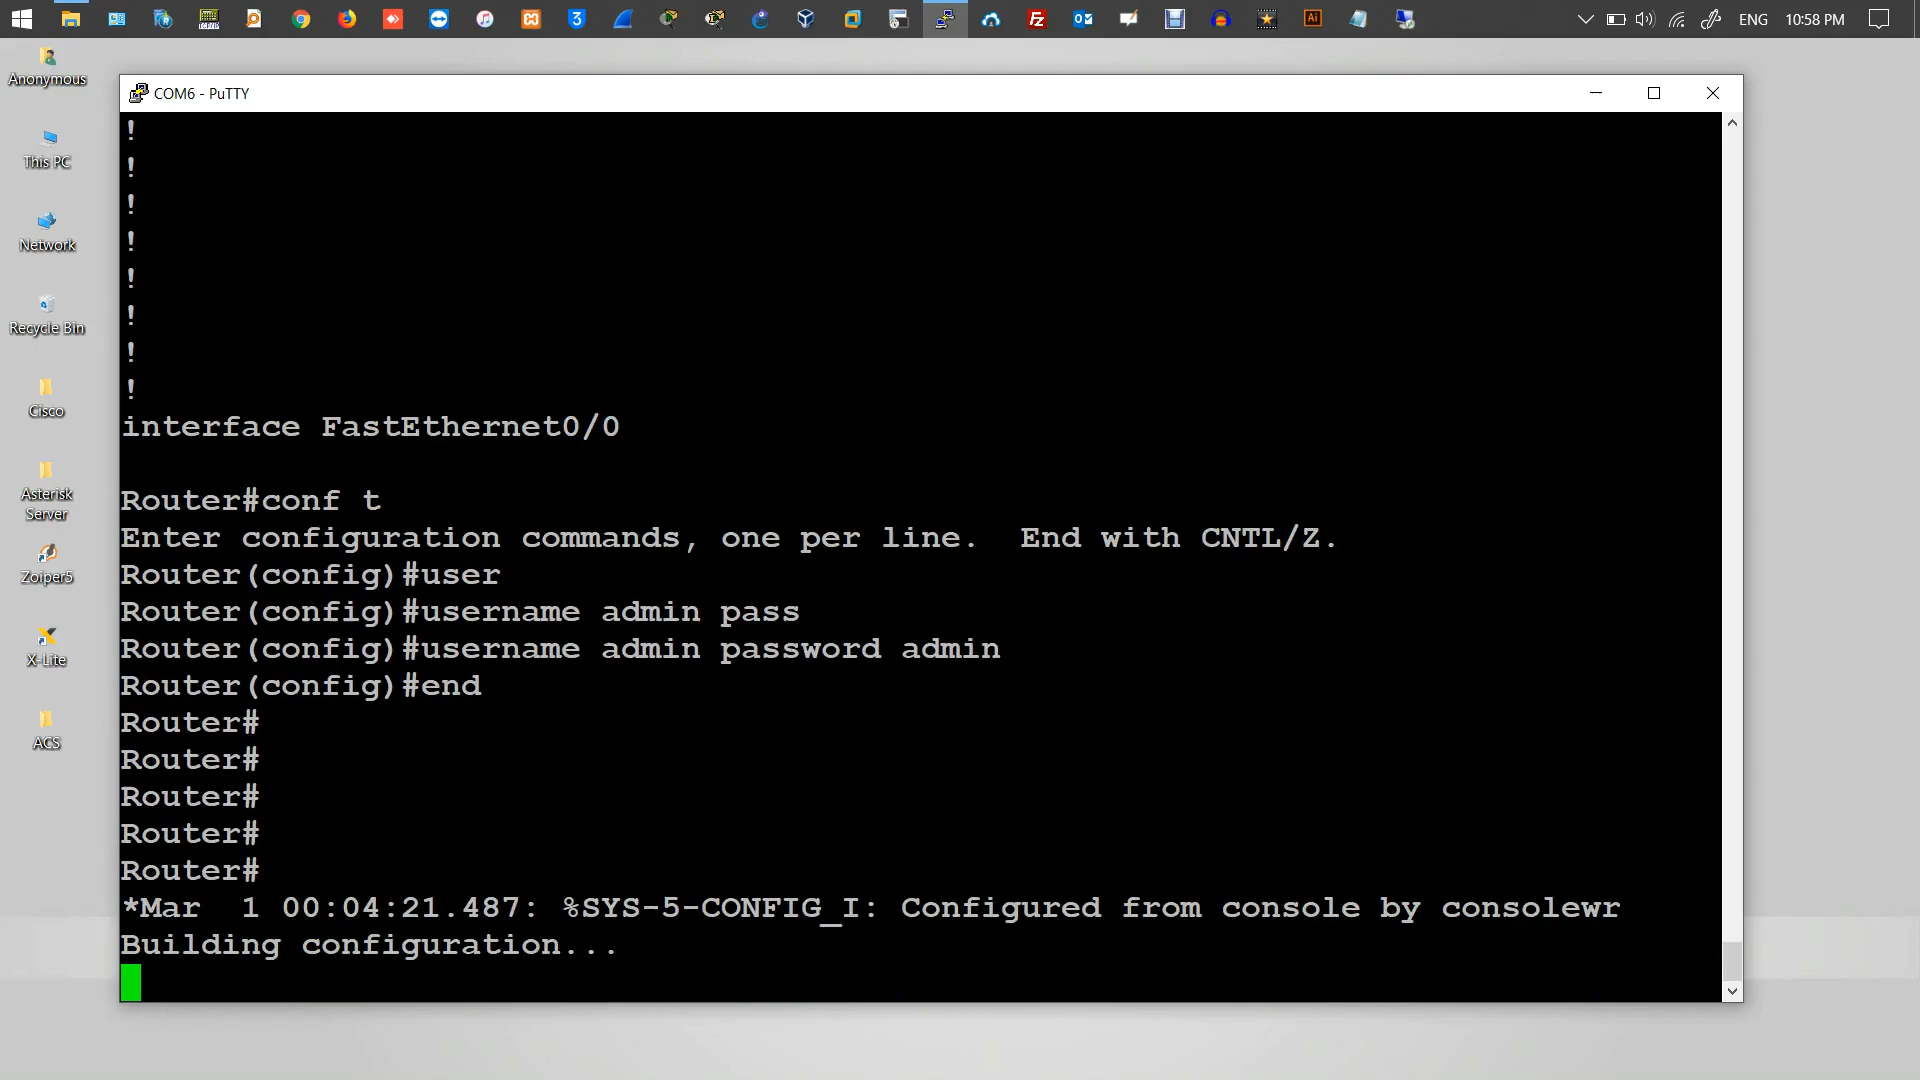 ENG 10:58 PM
Anonymous
This PC
Network
Recycle Bin
Cisco
Asterisk
Server
Zoiper5
X-Lite
ACS
COM6 - PuTTY
!
!
!
!
!
!
!
!
interface FastEthernet0/0
Router#conf t
Enter configuration commands, one per line.  End with CNTL/Z.
Router(config)#user
Router(config)#username admin pass
Router(config)#username admin password admin
Router(config)#end
Router#
Router#
Router#
Router#
Router#
*Mar  1 00:04:21.487: %SYS-5-CONFIG_I: Configured from console by consolewr
Building configuration...